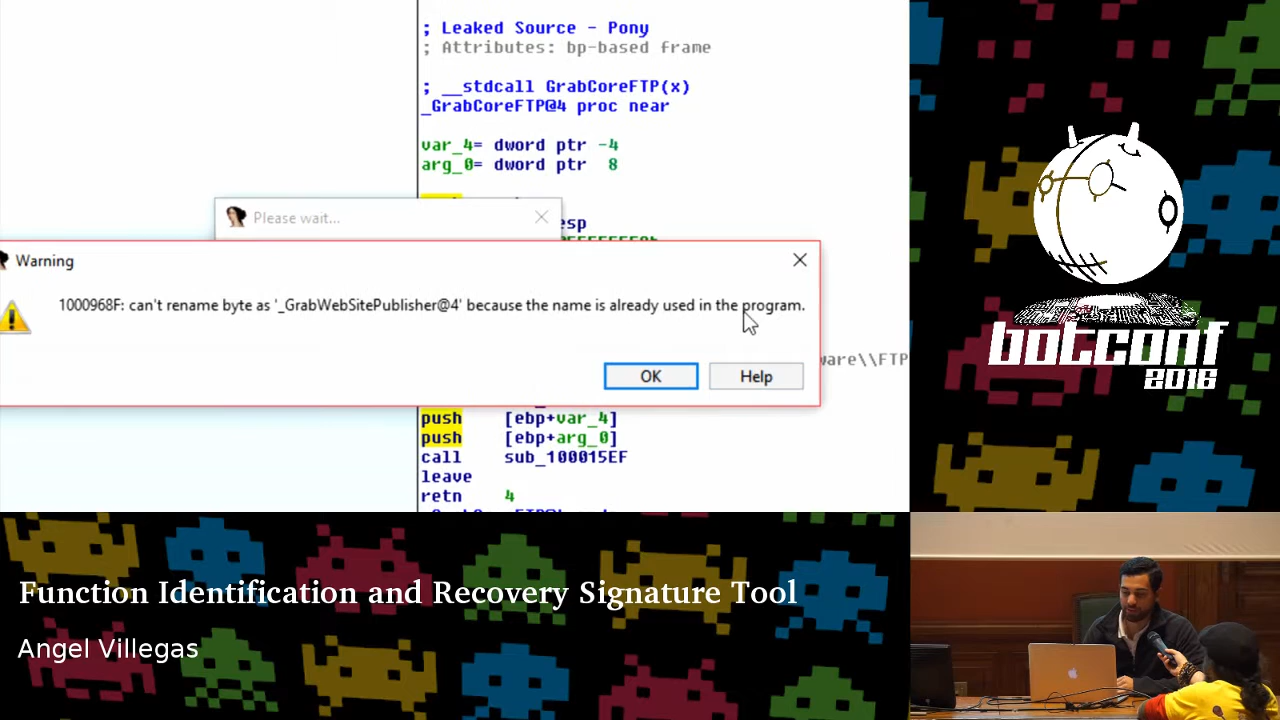 ; Leaked Source - Pony
; Attributes: bp-based frame
; __stdcall GrabCoreFTP(x)
_GrabCoreFTP@4 proc near
var_4= dword ptr -4
arg_0= dword ptr 8
Please wait...
esp
Warning
1000968F: can't rename byte as '_GrabWebSitePublisher@4' because the name is already used in the program.
OK
Help
ware\\FTP
push [ebp+var_4]
push [ebp+arg_0]
call sub_100015EF
leave
retn 4
botconf
2016
Function Identification and Recovery Signature Tool
Angel Villegas